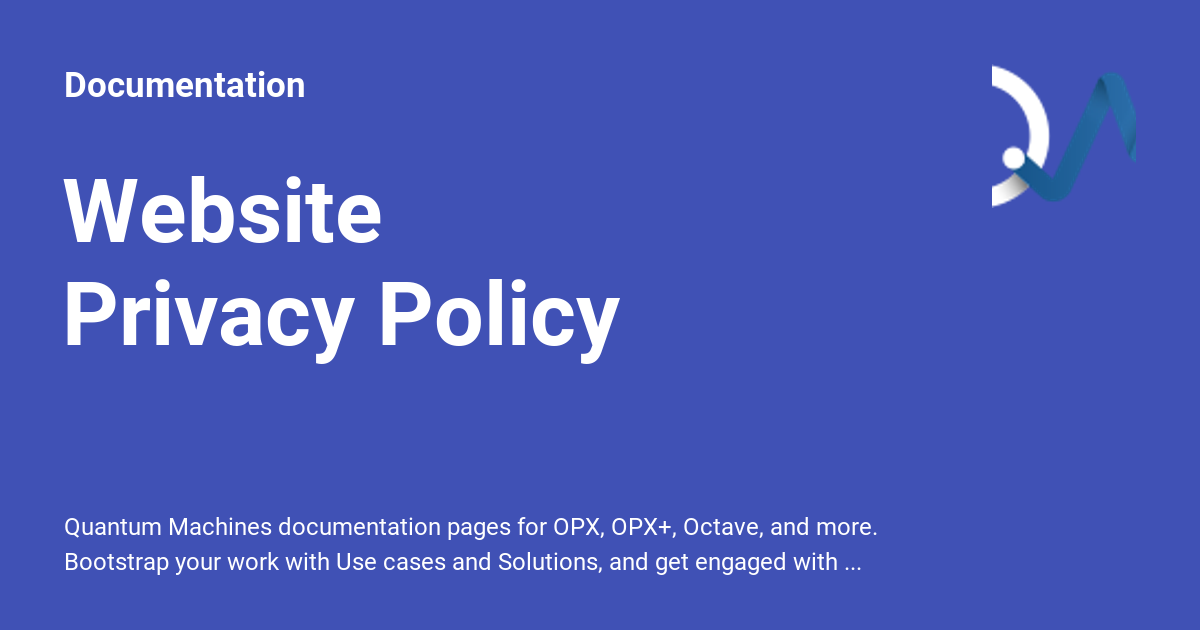 Documentation
Website
Privacy Policy
Quantum Machines documentation pages for OPX, OPX+, Octave, and more.
Bootstrap your work with Use cases and Solutions, and get engaged with ...